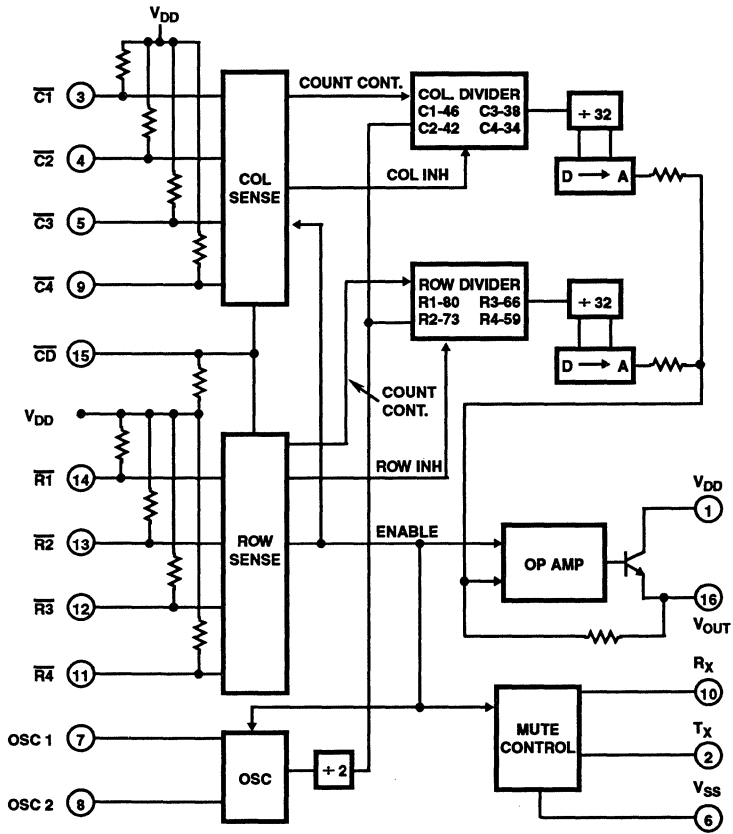 VDD
C1 3
C2 4
C3 5
C4 9
CD 15
VDD
R1 14
R2 13
R3 12
R4 11
OSC 1 7
OSC 2 8
COL
SENSE
ROW
SENSE
OSC
÷ 2
COUNT CONT.
COL INH
COL. DIVIDER
C1-46 C3-38
C2-42 C4-34
÷ 32
D → A
ROW DIVIDER
R1-80 R3-66
R2-73 R4-59
÷ 32
D → A
COUNT
CONT.
ROW INH
ENABLE
OP AMP
MUTE
CONTROL
VDD
1
16
VOUT
RX
10
TX
2
VSS
6